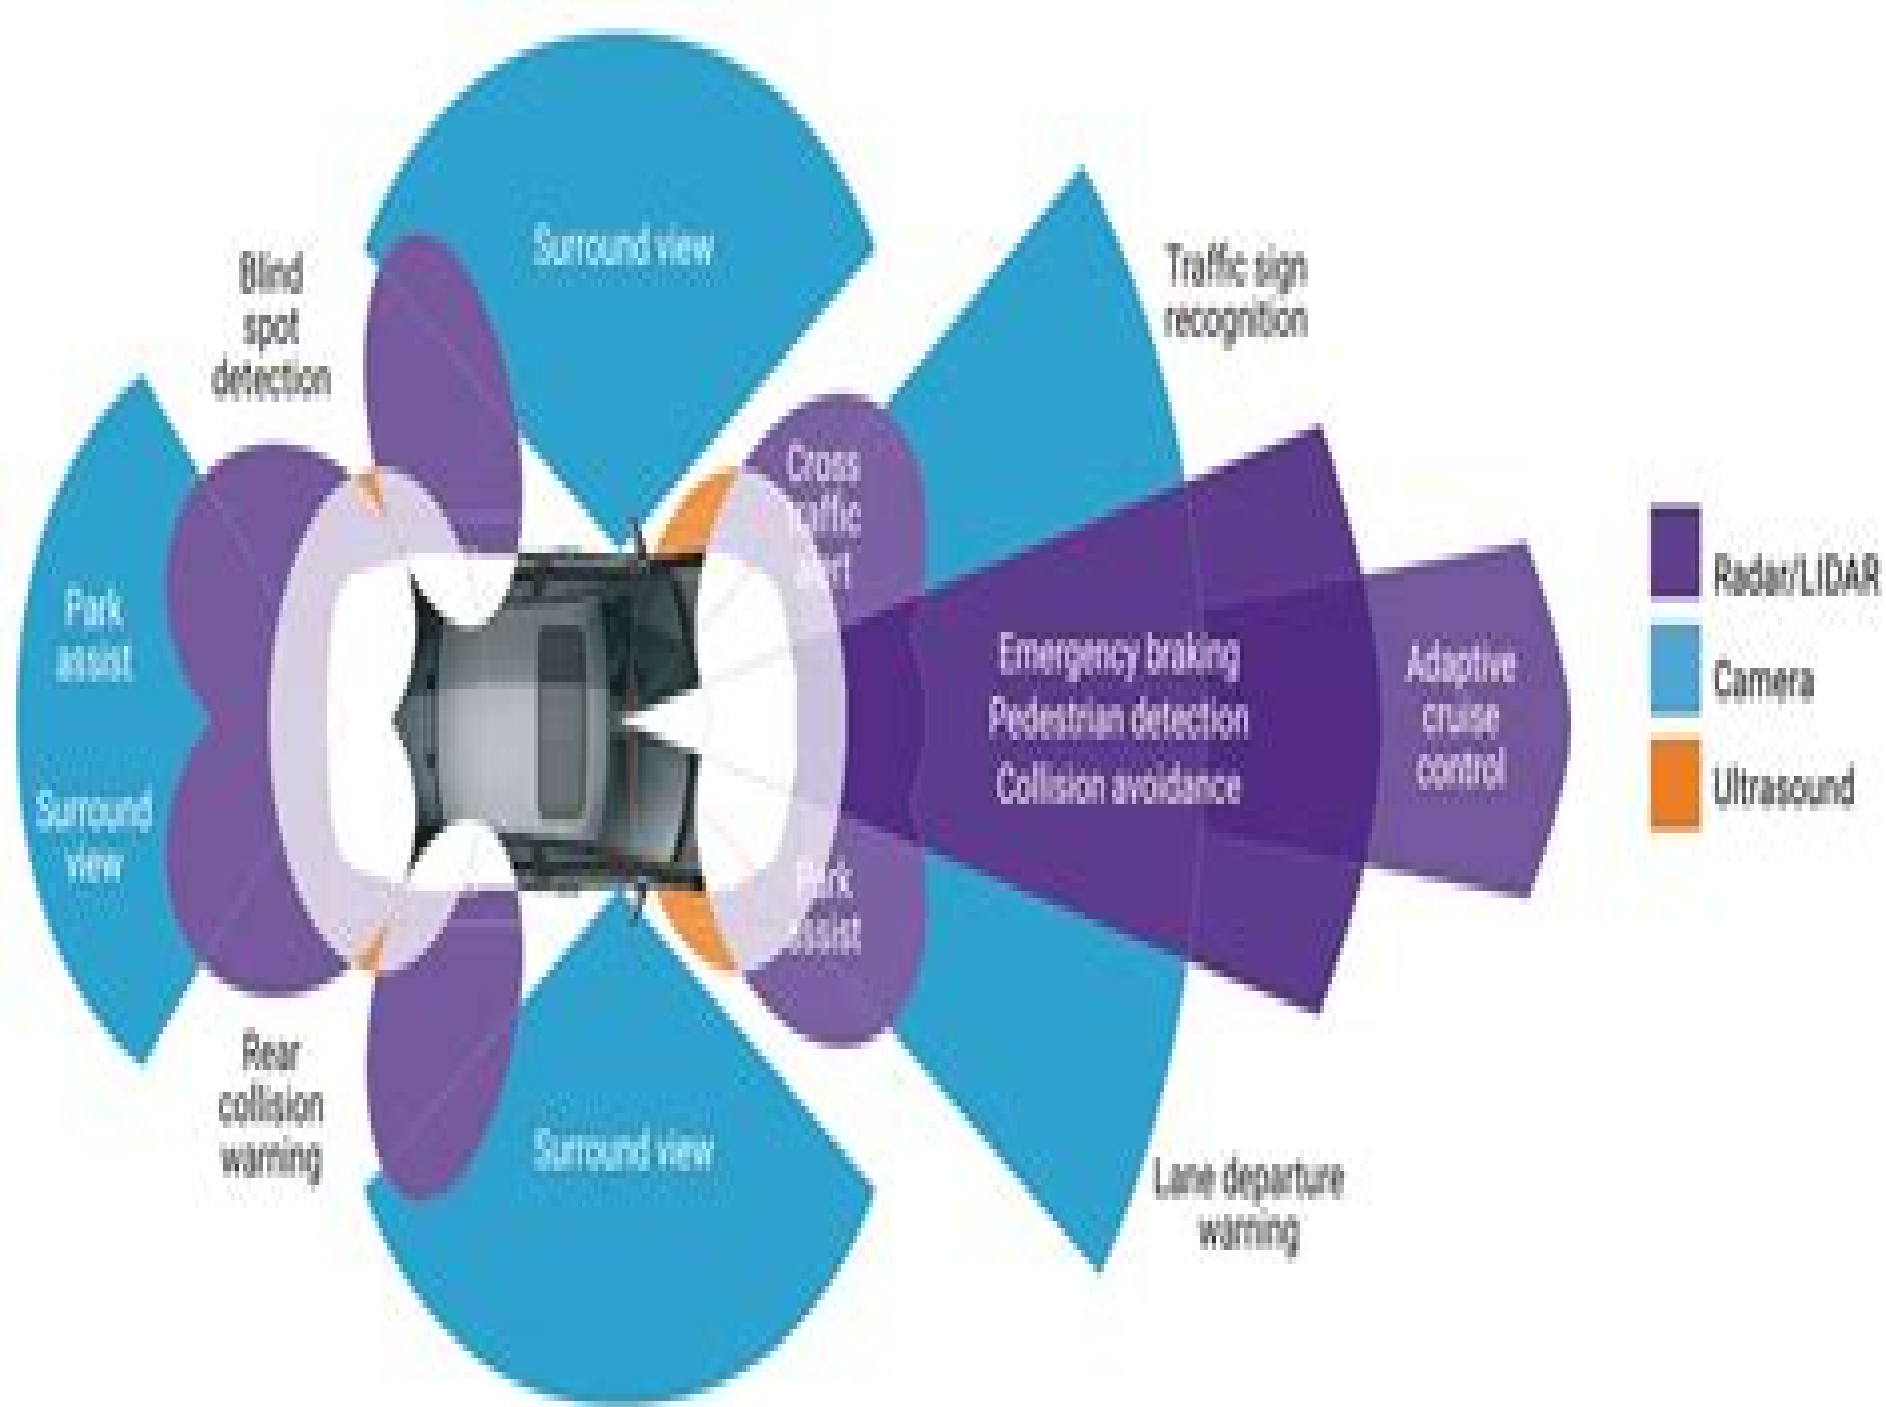 Surround view
Blind
spot
detection
Traffic sign
recognition
Cross
Park
assist
Surround
view
Emergency braking
Pedestrian detection
Collision avoidance
Adaptive
cruise
control
Radar/LIDAR
Camera
Ultrasound
Rear
collision
warning
Surround view
Lane departure
warning